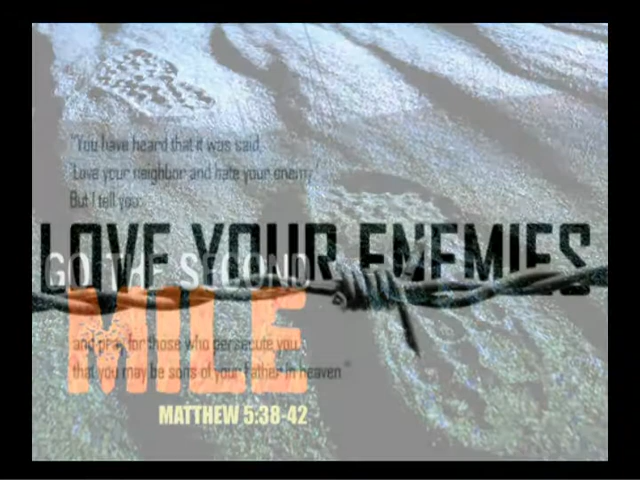 "You have heard that it was said,
'Love your neighbor and hate your enemy.'
But I tell you:
LOVE YOUR ENEMIES
GO THE SECOND
MILE
and pray for those who persecute you,
that you may be sons of your Father in heaven"
MATTHEW 5:38-42